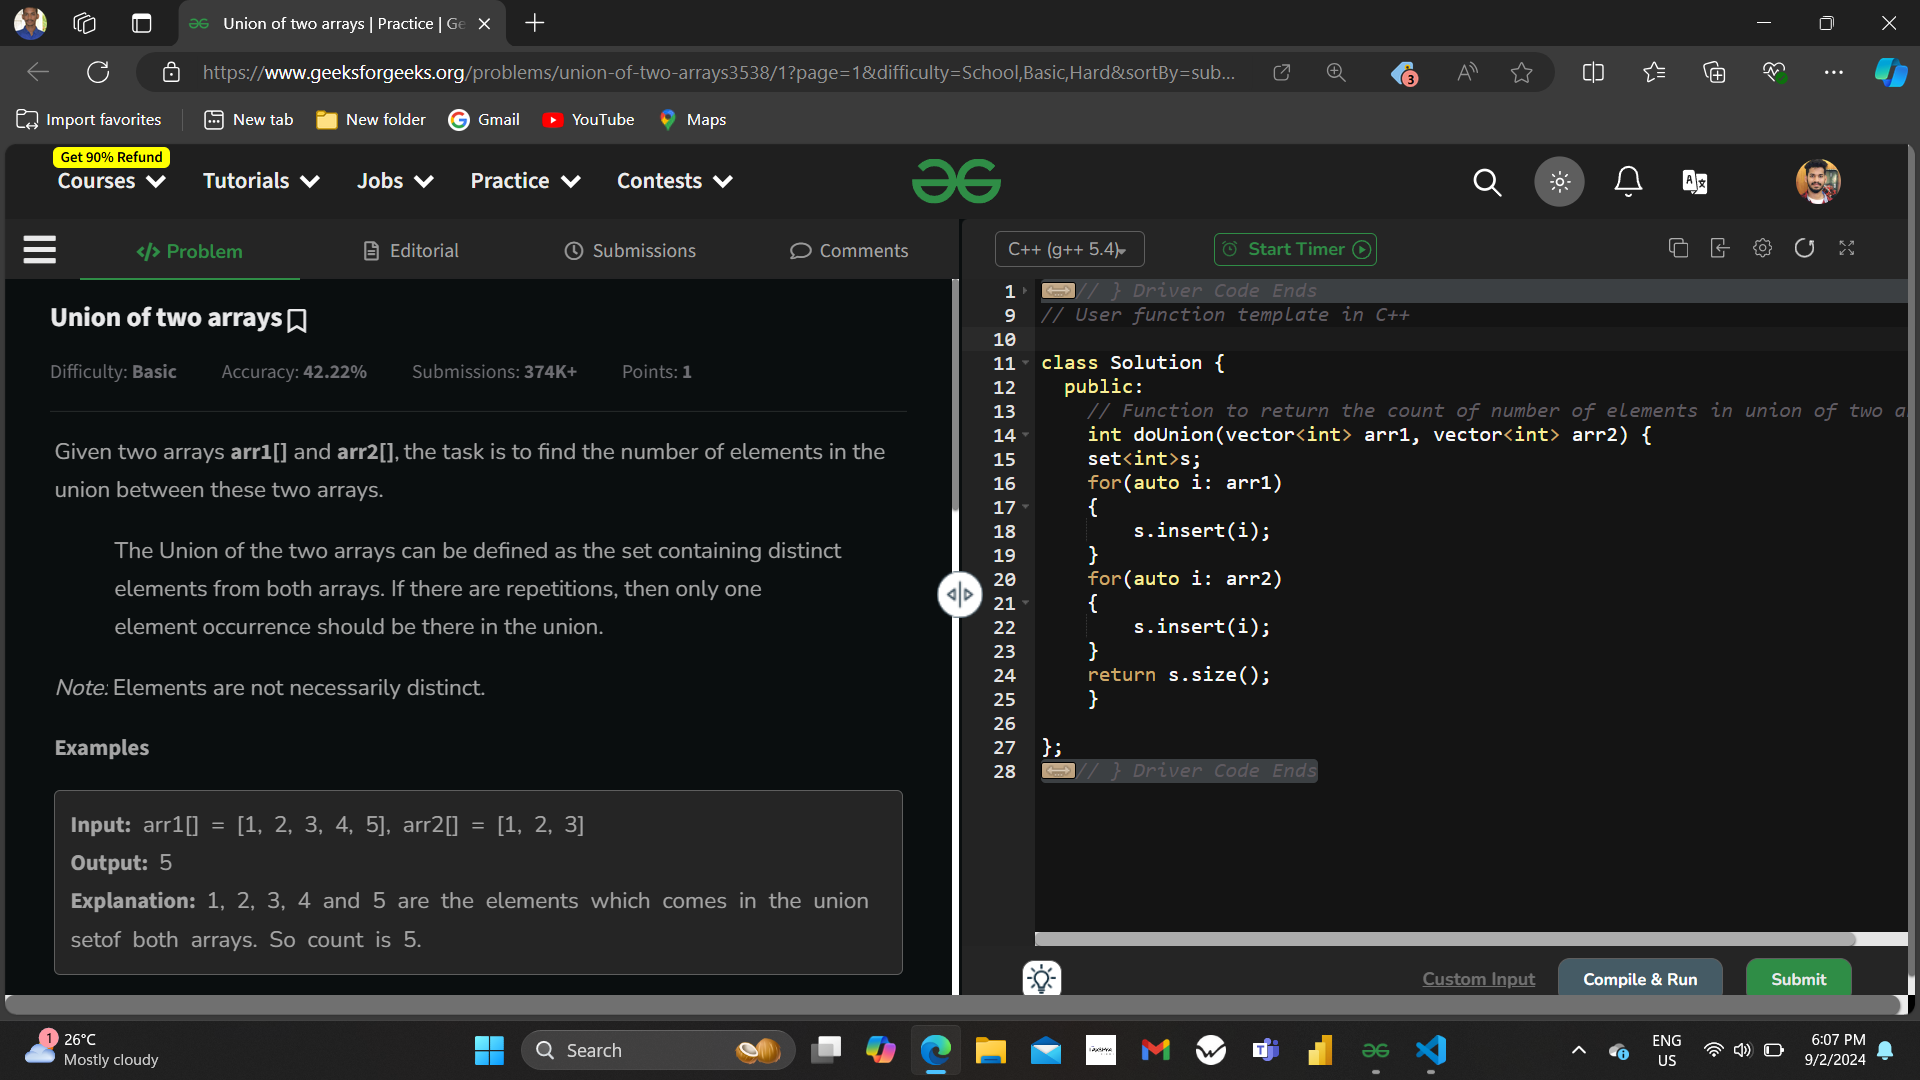 Union of two arrays | Practice | Ge
https://www.geeksforgeeks.org/problems/union-of-two-arrays3538/1?page=1&difficulty=School,Basic,Hard&sortBy=sub...
3
Import favorites
New tab
New folder
Gmail
YouTube
Maps
Get 90% Refund
Courses
Tutorials
Jobs
Practice
Contests
</> Problem
Editorial
Submissions
Comments
C++ (g++ 5.4)
Start Timer
Union of two arrays
Difficulty: Basic
Accuracy: 42.22%
Submissions: 374K+
Points: 1
Given two arrays arr1[] and arr2[], the task is to find the number of elements in the
union between these two arrays.
The Union of the two arrays can be defined as the set containing distinct
elements from both arrays. If there are repetitions, then only one
element occurrence should be there in the union.
Note: Elements are not necessarily distinct.
Examples
Input: arr1[] = [1, 2, 3, 4, 5], arr2[] = [1, 2, 3]
Output: 5
Explanation: 1, 2, 3, 4 and 5 are the elements which comes in the union
setof both arrays. So count is 5.
1 // } Driver Code Ends
9 // User function template in C++
10
11 class Solution {
12 public:
13 // Function to return the count of number of elements in union of two a
14 int doUnion(vector<int> arr1, vector<int> arr2) {
15 set<int>s;
16 for(auto i: arr1)
17 {
18 s.insert(i);
19 }
20 for(auto i: arr2)
21 {
22 s.insert(i);
23 }
24 return s.size();
25 }
26
27 };
28 // } Driver Code Ends
Custom Input
Compile & Run
Submit
1
26°C
Mostly cloudy
Search
ENG
US
6:07 PM
9/2/2024